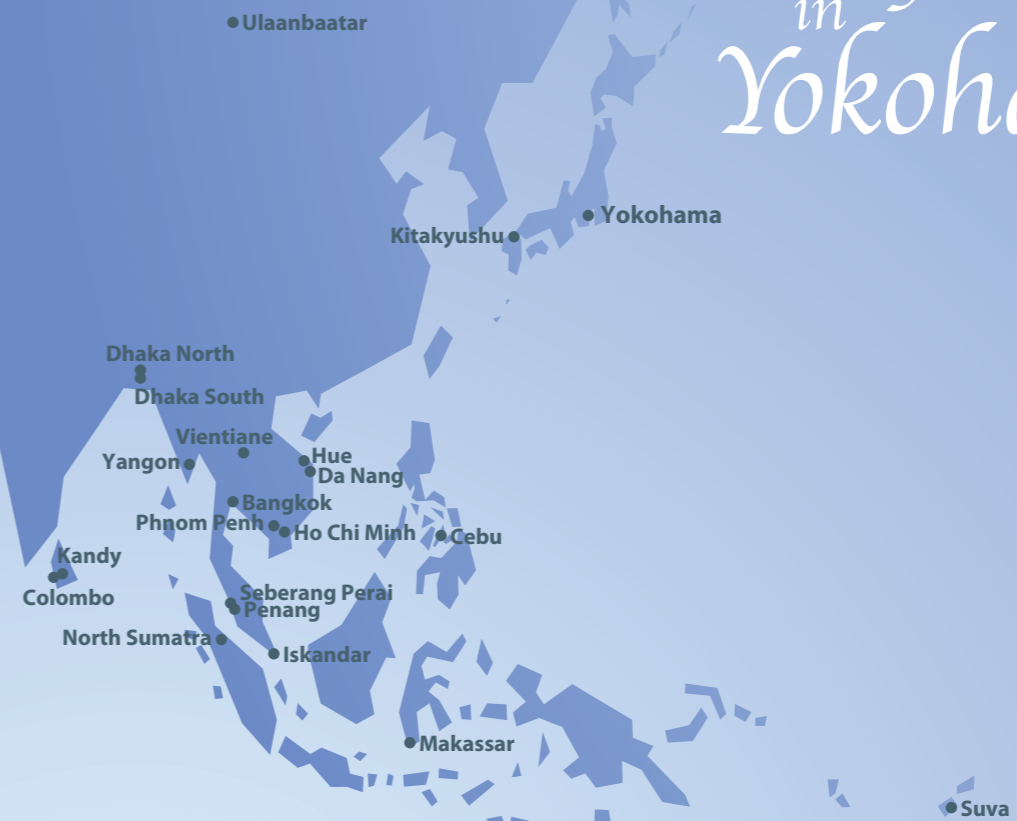 in
Ulaanbaatar
Yokohama
Kitakyushu
Dhaka North
Dhaka South
Vientiane
Yangon
Hue
Da Nang
Bangkok
Phnom Penh
Ho Chi Minh
Cebu
Kandy
Colombo
Seberang Perai
Penang
North Sumatra
Iskandar
Makassar
Suva